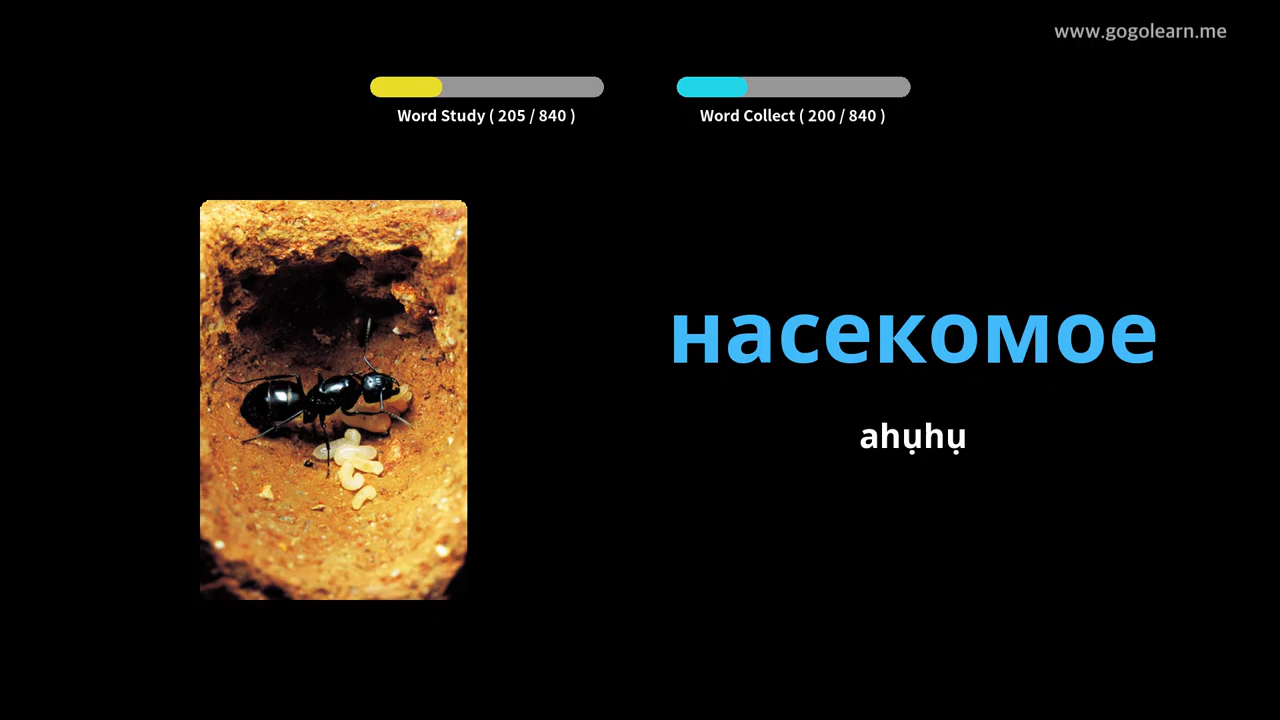 www.gogolearn.me
Word Study ( 205 / 840 )
Word Collect ( 200 / 840 )
насекомое
ahụhụ